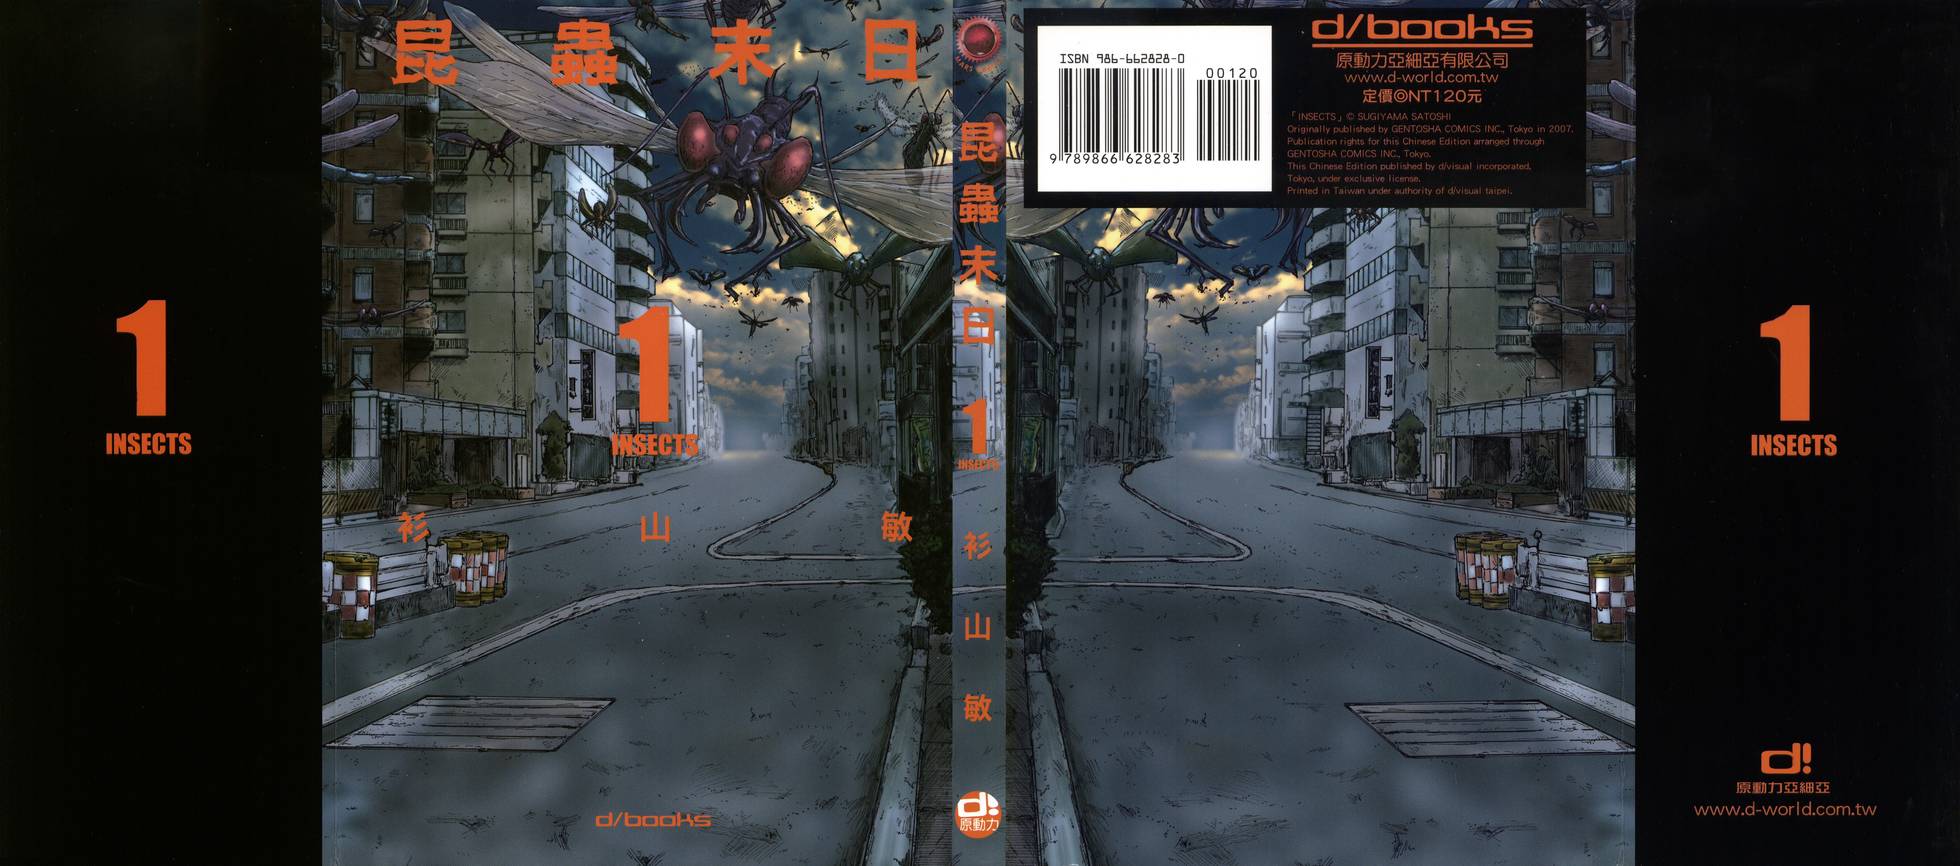 1
INSECTS
昆蟲末日
1
INSECTS
衫山敏
d/books
昆蟲末日
1
INSECTS
衫山敏
d!
原動力
ISBN 986-662828-0
00120
9 789866 628283
d/books
原動力亞細亞有限公司
www.d-world.com.tw
定價◎NT120元
「INSECTS」© SUGIYAMA SATOSHI
Originally published by GENTOSHA COMICS INC., Tokyo in 2007.
Publication rights for this Chinese Edition arranged through
GENTOSHA COMICS INC., Tokyo.
This Chinese Edition published by d/visual incorporated,
Tokyo, under exclusive license.
Printed in Taiwan under authority of d/visual taipei.
1
INSECTS
d!
原動力亞細亞
www.d-world.com.tw